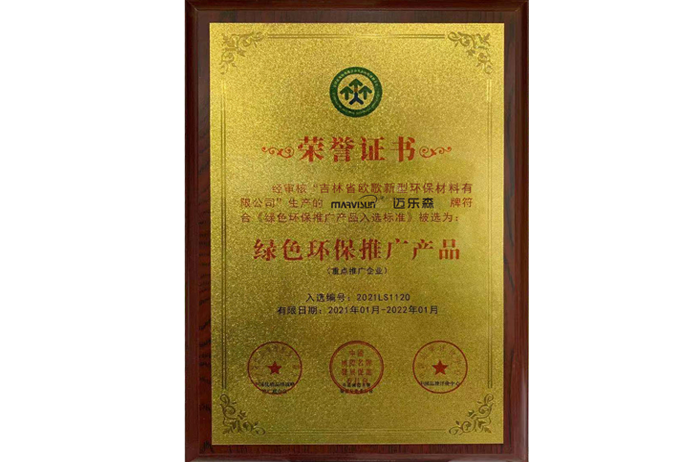 荣誉证书
经审核“吉林省欧歌新型环保材料有
限公司”生产的 MARVISUN 迈乐森 牌符
合《绿色环保推广产品入选标准》被选为：
绿色环保推广产品
（重点推广企业）
入选编号：2021LS1120
有限日期：2021年01月-2022年01月